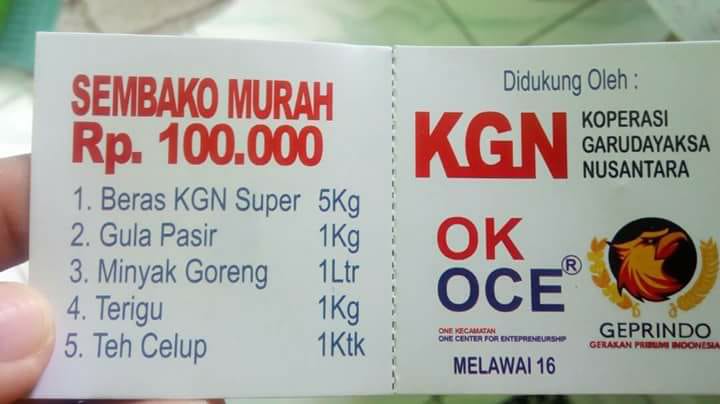 SEMBAKO MURAH
Rp. 100.000
1. Beras KGN Super 5Kg
2. Gula Pasir 1Kg
3. Minyak Goreng 1Ltr
4. Terigu 1Kg
5. Teh Celup 1Ktk
Didukung Oleh :
KGN
KOPERASI
GARUDAYAKSA
NUSANTARA
OK
OCE®
ONE KECAMATAN
ONE CENTER FOR ENTEPRENEURSHIP
MELAWAI 16
GEPRINDO
GERAKAN PRIBUMI INDONESIA